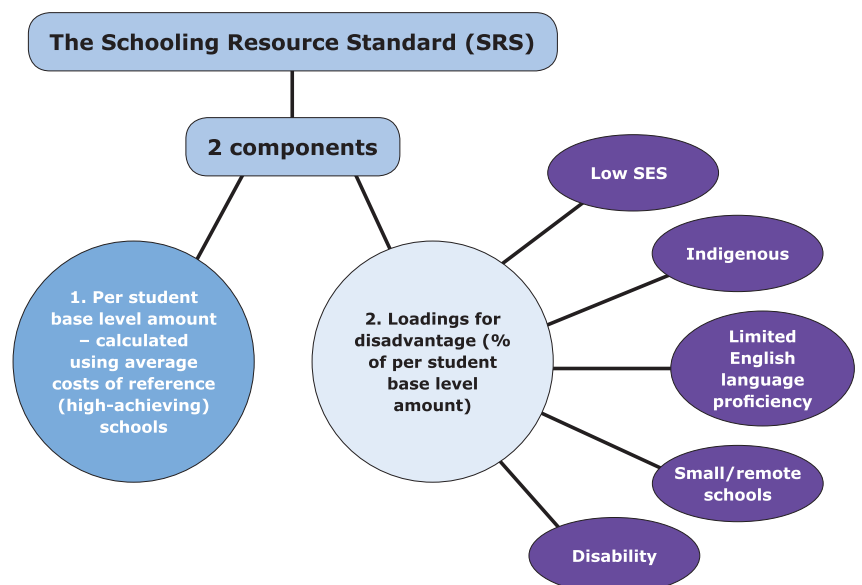 The Schooling Resource Standard (SRS)
2 components
1. Per student
base level amount
– calculated
using average
costs of reference
(high-achieving)
schools
2. Loadings for
disadvantage (%
of per student
base level
amount)
Low SES
Indigenous
Limited
English
language
proficiency
Small/remote
schools
Disability